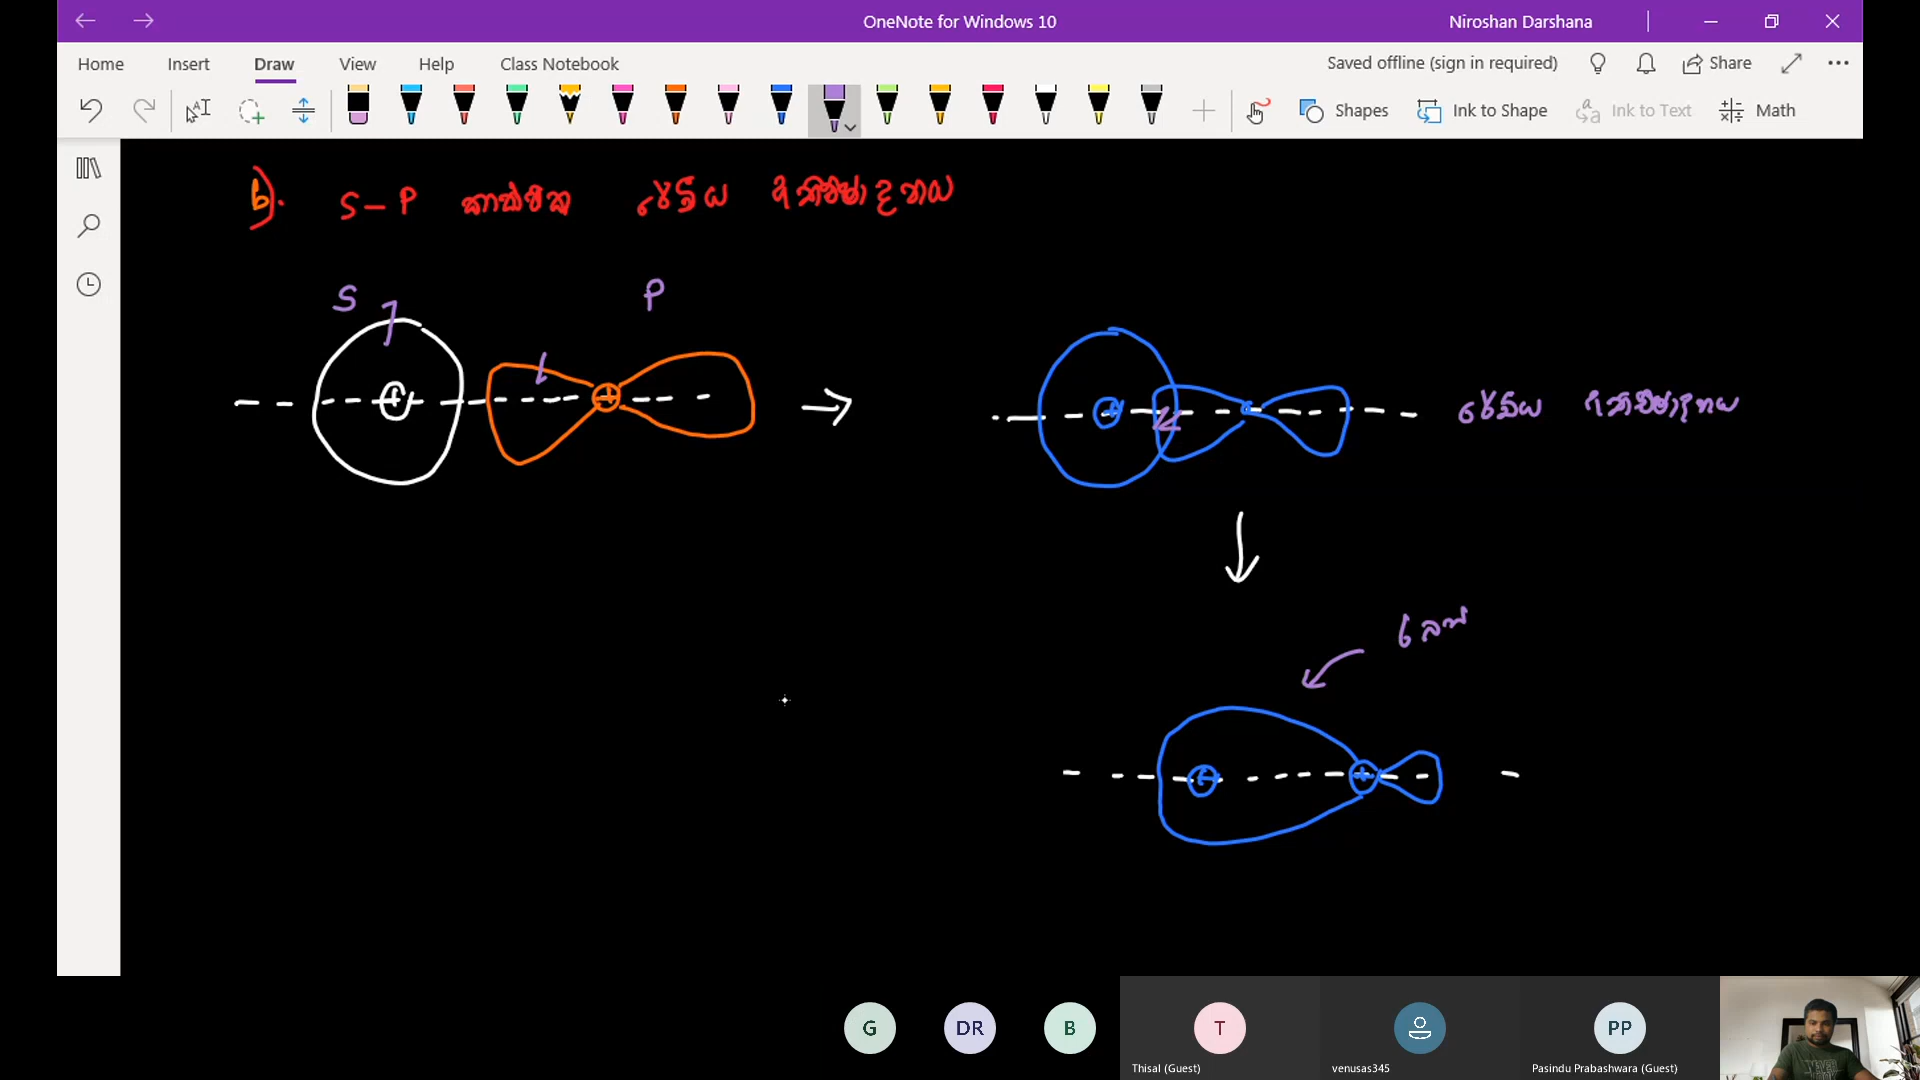 OneNote for Windows 10
Niroshan Darshana
Home Insert Draw View Help Class Notebook
Saved offline (sign in required) Share
Shapes Ink to Shape Ink to Text Math
b). S-P කාක්ෂික රේඛීය අතිච්ඡාදනය
S P
රේඛීය අතිච්ඡාදනය
G DR B T PP
Thisal (Guest) venusas345 Pasindu Prabashwara (Guest)